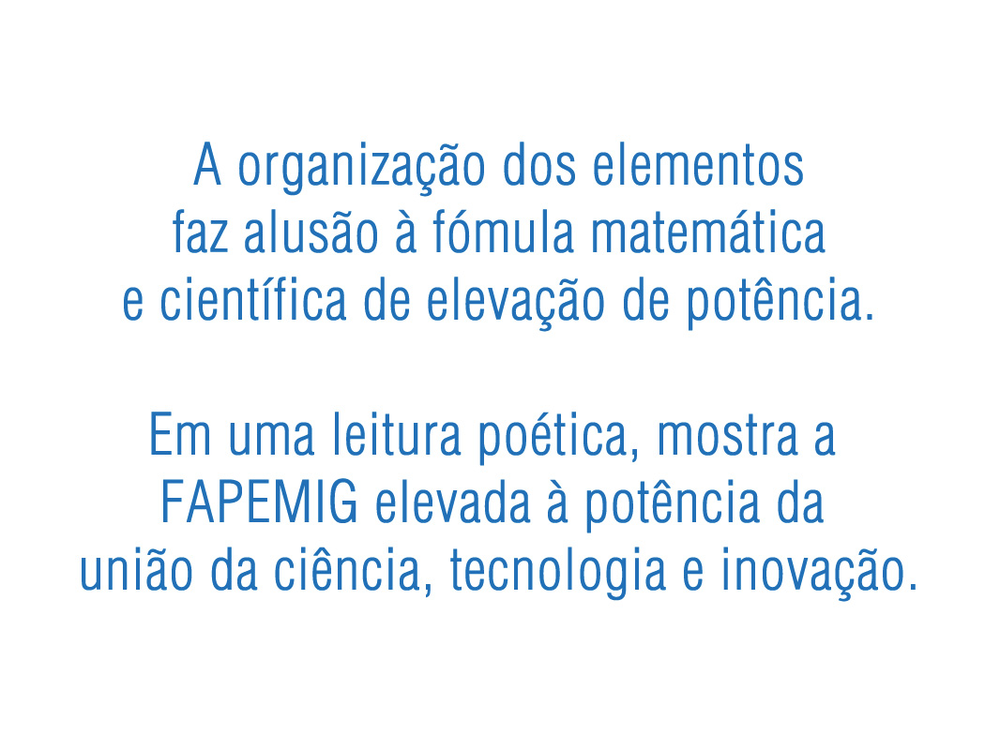 A organização dos elementos
faz alusão à fómula matemática
e científica de elevação de potência.
Em uma leitura poética, mostra a
FAPEMIG elevada à potência da
união da ciência, tecnologia e inovação.